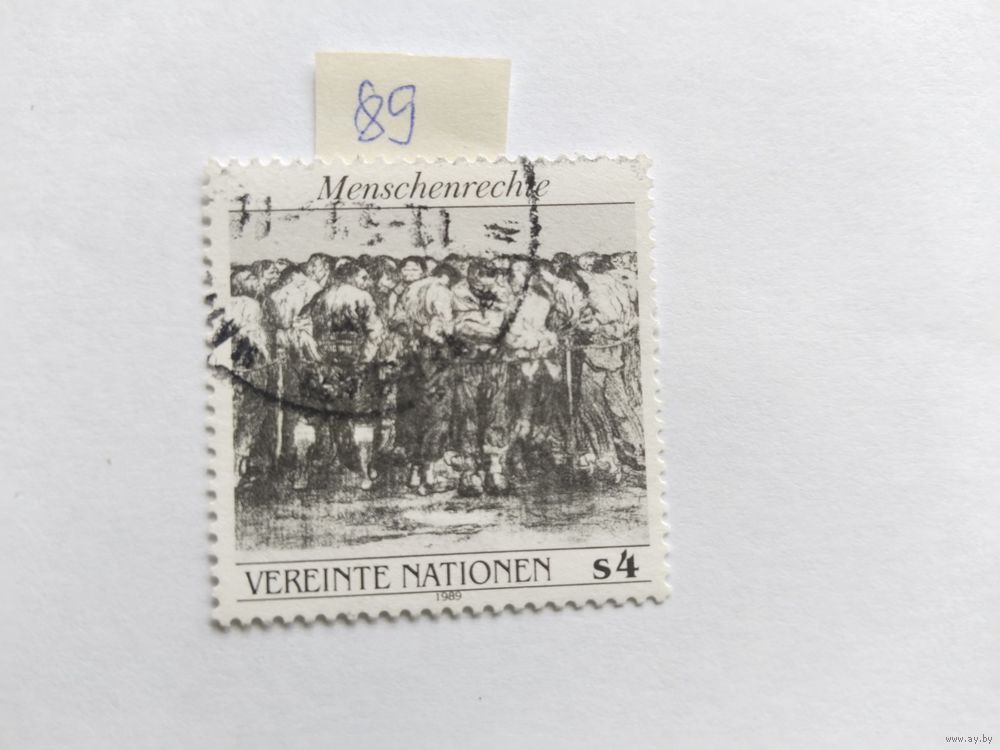 89
Menschenrechte
VEREINTE NATIONEN s4
1989
www.ay.by